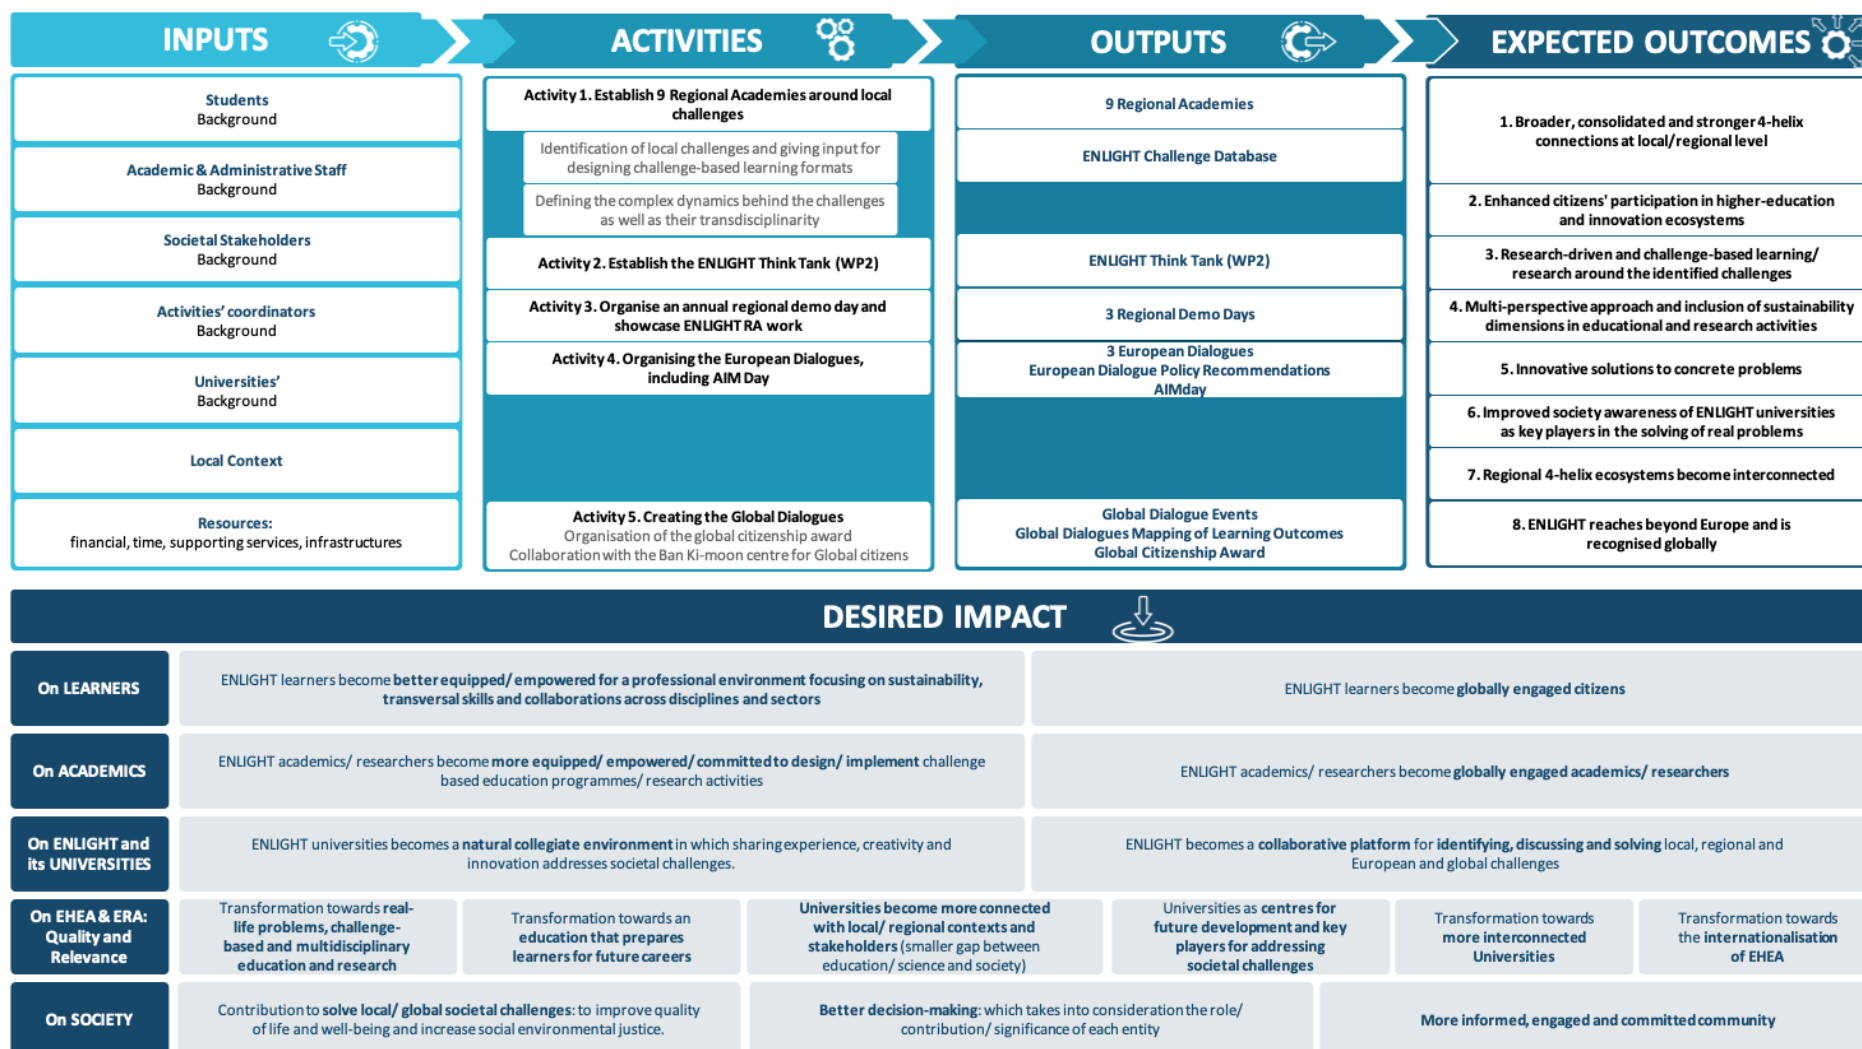 INPUTS
ACTIVITIES
OUTPUTS
EXPECTED OUTCOMES
Students
Background
Academic & Administrative Staff
Background
Societal Stakeholders
Background
Activities' coordinators
Background
Universities'
Background
Local Context
Resources:
financial, time, supporting services, infrastructures
Activity 1. Establish 9 Regional Academies around local
challenges
Identification of local challenges and giving input for
designing challenge-based learning formats
Defining the complex dynamics behind the challenges
as well as their transdisciplinarity
Activity 2. Establish the ENLIGHT Think Tank (WP2)
Activity 3. Organise an annual regional demo day and
showcase ENLIGHT RA work
Activity 4. Organising the European Dialogues,
including AIM Day
Activity 5. Creating the Global Dialogues
Organisation of the global citizenship award
Collaboration with the Ban Ki-moon centre for Global citizens
9 Regional Academies
ENLIGHT Challenge Database
ENLIGHT Think Tank (WP2)
3 Regional Demo Days
3 European Dialogues
European Dialogue Policy Recommendations
AIMday
Global Dialogue Events
Global Dialogues Mapping of Learning Outcomes
Global Citizenship Award
1. Broader, consolidated and stronger 4-helix
connections at local/regional level
2. Enhanced citizens' participation in higher-education
and innovation ecosystems
3. Research-driven and challenge-based learning/
research around the identified challenges
4. Multi-perspective approach and inclusion of sustainability
dimensions in educational and research activities
5. Innovative solutions to concrete problems
6. Improved society awareness of ENLIGHT universities
as key players in the solving of real problems
7. Regional 4-helix ecosystems become interconnected
8. ENLIGHT reaches beyond Europe and is
recognised globally
DESIRED IMPACT
On LEARNERS
ENLIGHT learners become better equipped/ empowered for a professional environment focusing on sustainability,
transversal skills and collaborations across disciplines and sectors
ENLIGHT learners become globally engaged citizens
On ACADEMICS
ENLIGHT academics/ researchers become more equipped/ empowered/ committed to design/ implement challenge
based education programmes/ research activities
ENLIGHT academics/ researchers become globally engaged academics/ researchers
On ENLIGHT and
its UNIVERSITIES
ENLIGHT universities becomes a natural collegiate environment in which sharing experience, creativity and
innovation addresses societal challenges.
ENLIGHT becomes a collaborative platform for identifying, discussing and solving local, regional and
European and global challenges
On EHEA & ERA:
Quality and
Relevance
Transformation towards real-
life problems, challenge-
based and multidisciplinary
education and research
Transformation towards an
education that prepares
learners for future careers
Universities become more connected
with local/ regional contexts and
stakeholders (smaller gap between
education/ science and society)
Universities as centres for
future development and key
players for addressing
societal challenges
Transformation towards
more interconnected
Universities
Transformation towards
the internationalisation
of EHEA
On SOCIETY
Contribution to solve local/ global societal challenges: to improve quality
of life and well-being and increase social environmental justice.
Better decision-making: which takes into consideration the role/
contribution/ significance of each entity
More informed, engaged and committed community